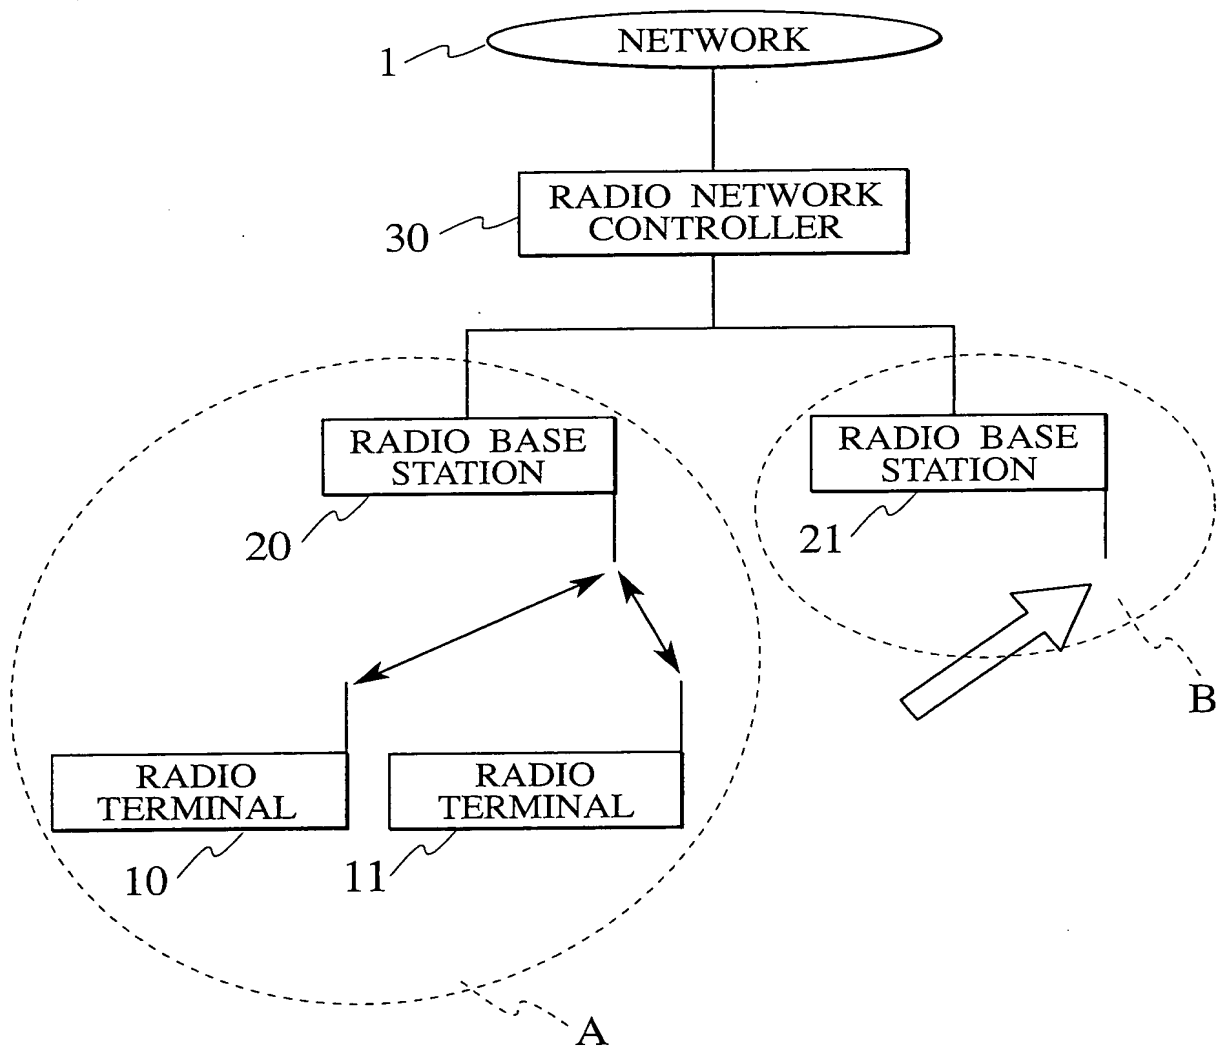 NETWORK
1
RADIO NETWORK
CONTROLLER
30
RADIO BASE
STATION
20
RADIO BASE
STATION
21
B
RADIO
TERMINAL
10
RADIO
TERMINAL
11
A